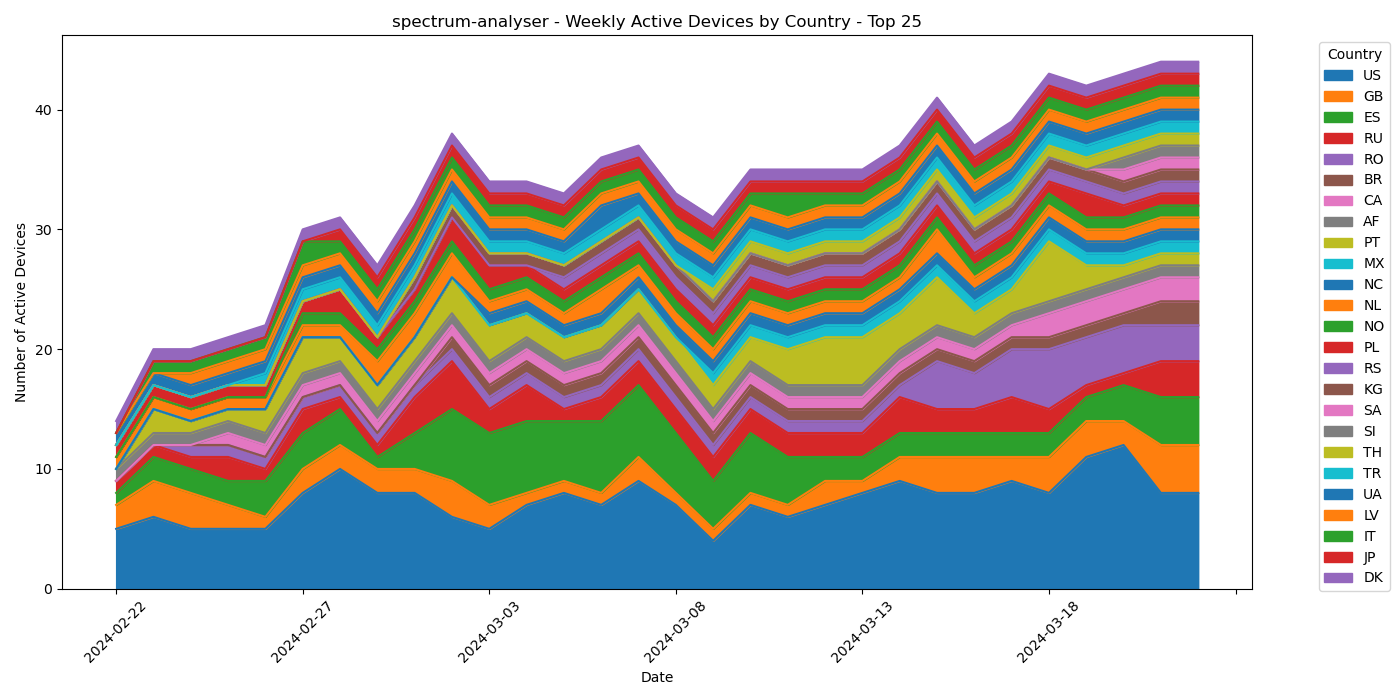 spectrum-analyser - Weekly Active Devices by Country - Top 25
Number of Active Devices
40
30
20
10
0
2024-02-22
2024-02-27
2024-03-03
2024-03-08
2024-03-13
2024-03-18
Date
Country
US
GB
ES
RU
RO
BR
CA
AF
PT
MX
NC
NL
NO
PL
RS
KG
SA
SI
TH
TR
UA
LV
IT
JP
DK